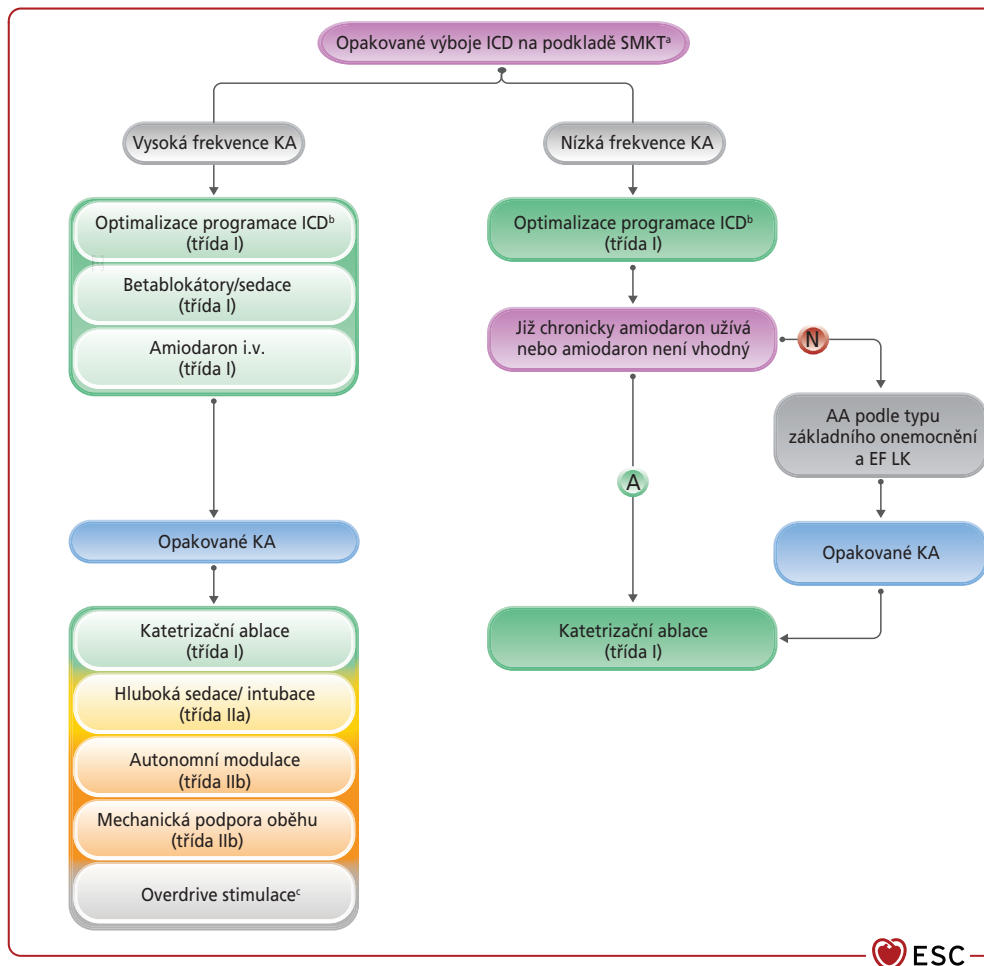 Opakované výboje ICD na podkladě SMKTᵃ
Vysoká frekvence KA
Optimalizace programace ICDᵇ
(třída I)
Betablokátory/sedace
(třída I)
Amiodaron i.v.
(třída I)
Opakované KA
Katetrizační ablace
(třída I)
Hluboká sedace/ intubace
(třída IIa)
Autonomní modulace
(třída IIb)
Mechanická podpora oběhu
(třída IIb)
Overdrive stimulaceᶜ
Nízká frekvence KA
Optimalizace programace ICDᵇ
(třída I)
Již chronicky amiodaron užívá
nebo amiodaron není vhodný
N
AA podle typu
základního onemocnění
a EF LK
A
Opakované KA
Katetrizační ablace
(třída I)
ESC